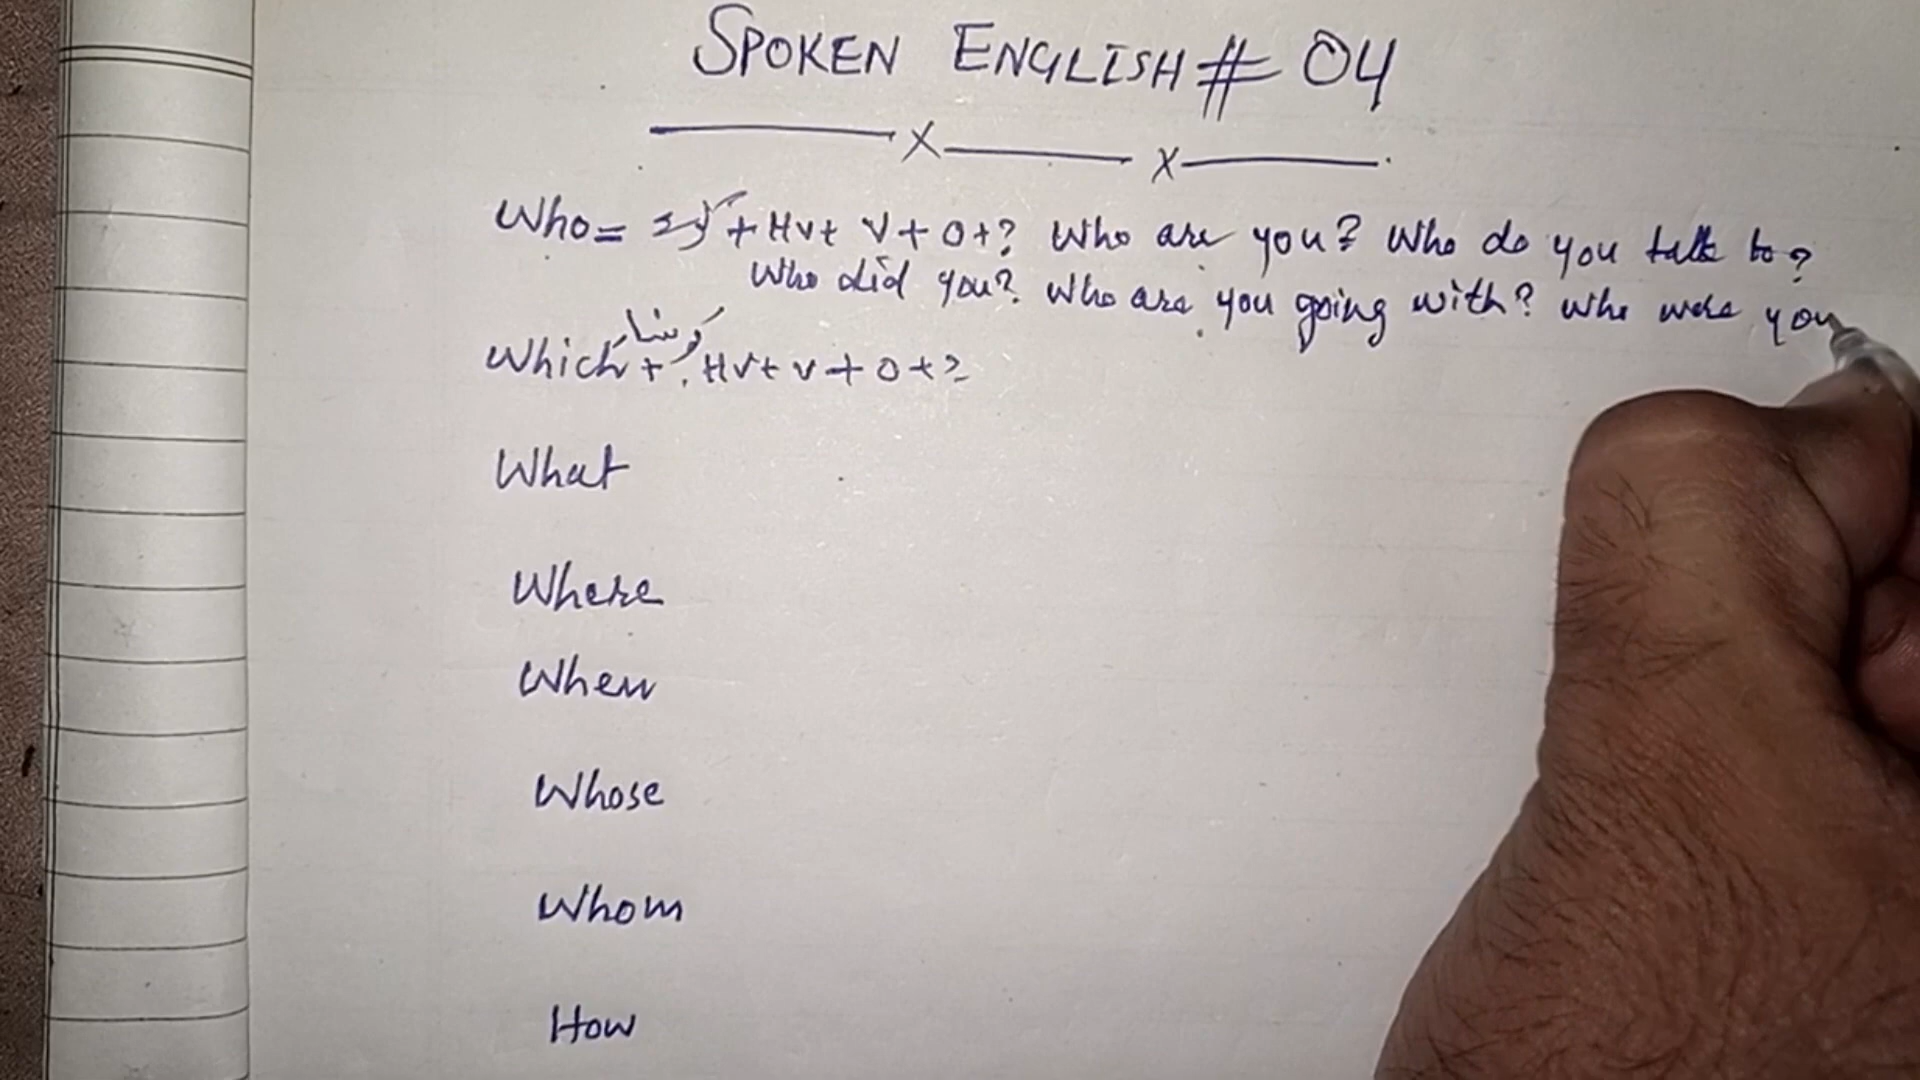 SPOKEN ENGLISH # 04
Who = + Hv+ V + O +? Who are you? Who do you talk to?
Who did you? Who are you going with? Who were you
کونسا
Which + Hv+ v + O +?
What
Where
When
Whose
Whom
How